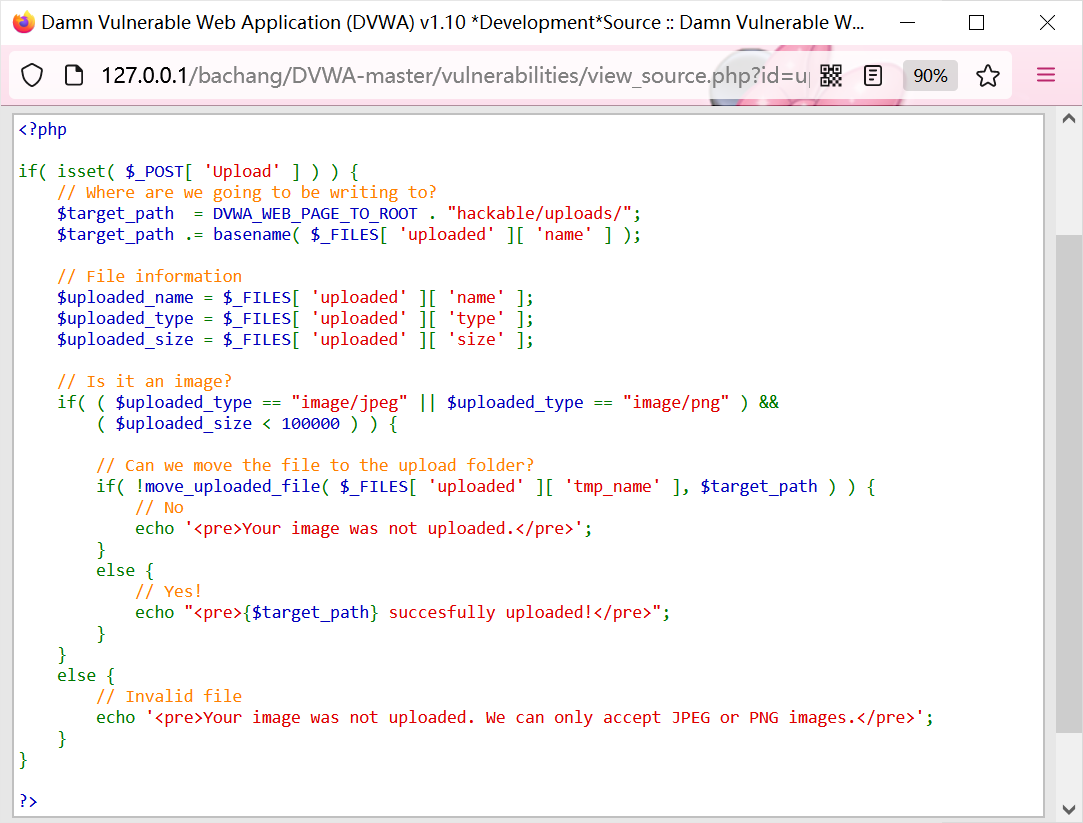 Damn Vulnerable Web Application (DVWA) v1.10 *Development*Source :: Damn Vulnerable W...
127.0.0.1/bachang/DVWA-master/vulnerabilities/view_source.php?id=u
90%
<?php
if( isset( $_POST[ 'Upload' ] ) ) {
// Where are we going to be writing to?
$target_path  = DVWA_WEB_PAGE_TO_ROOT . "hackable/uploads/";
$target_path .= basename( $_FILES[ 'uploaded' ][ 'name' ] );
// File information
$uploaded_name = $_FILES[ 'uploaded' ][ 'name' ];
$uploaded_type = $_FILES[ 'uploaded' ][ 'type' ];
$uploaded_size = $_FILES[ 'uploaded' ][ 'size' ];
// Is it an image?
if( ( $uploaded_type == "image/jpeg" || $uploaded_type == "image/png" ) &&
( $uploaded_size < 100000 ) ) {
// Can we move the file to the upload folder?
if( !move_uploaded_file( $_FILES[ 'uploaded' ][ 'tmp_name' ], $target_path ) ) {
// No
echo '<pre>Your image was not uploaded.</pre>';
}
else {
// Yes!
echo "<pre>{$target_path} succesfully uploaded!</pre>";
}
}
else {
// Invalid file
echo '<pre>Your image was not uploaded. We can only accept JPEG or PNG images.</pre>';
}
}
?>